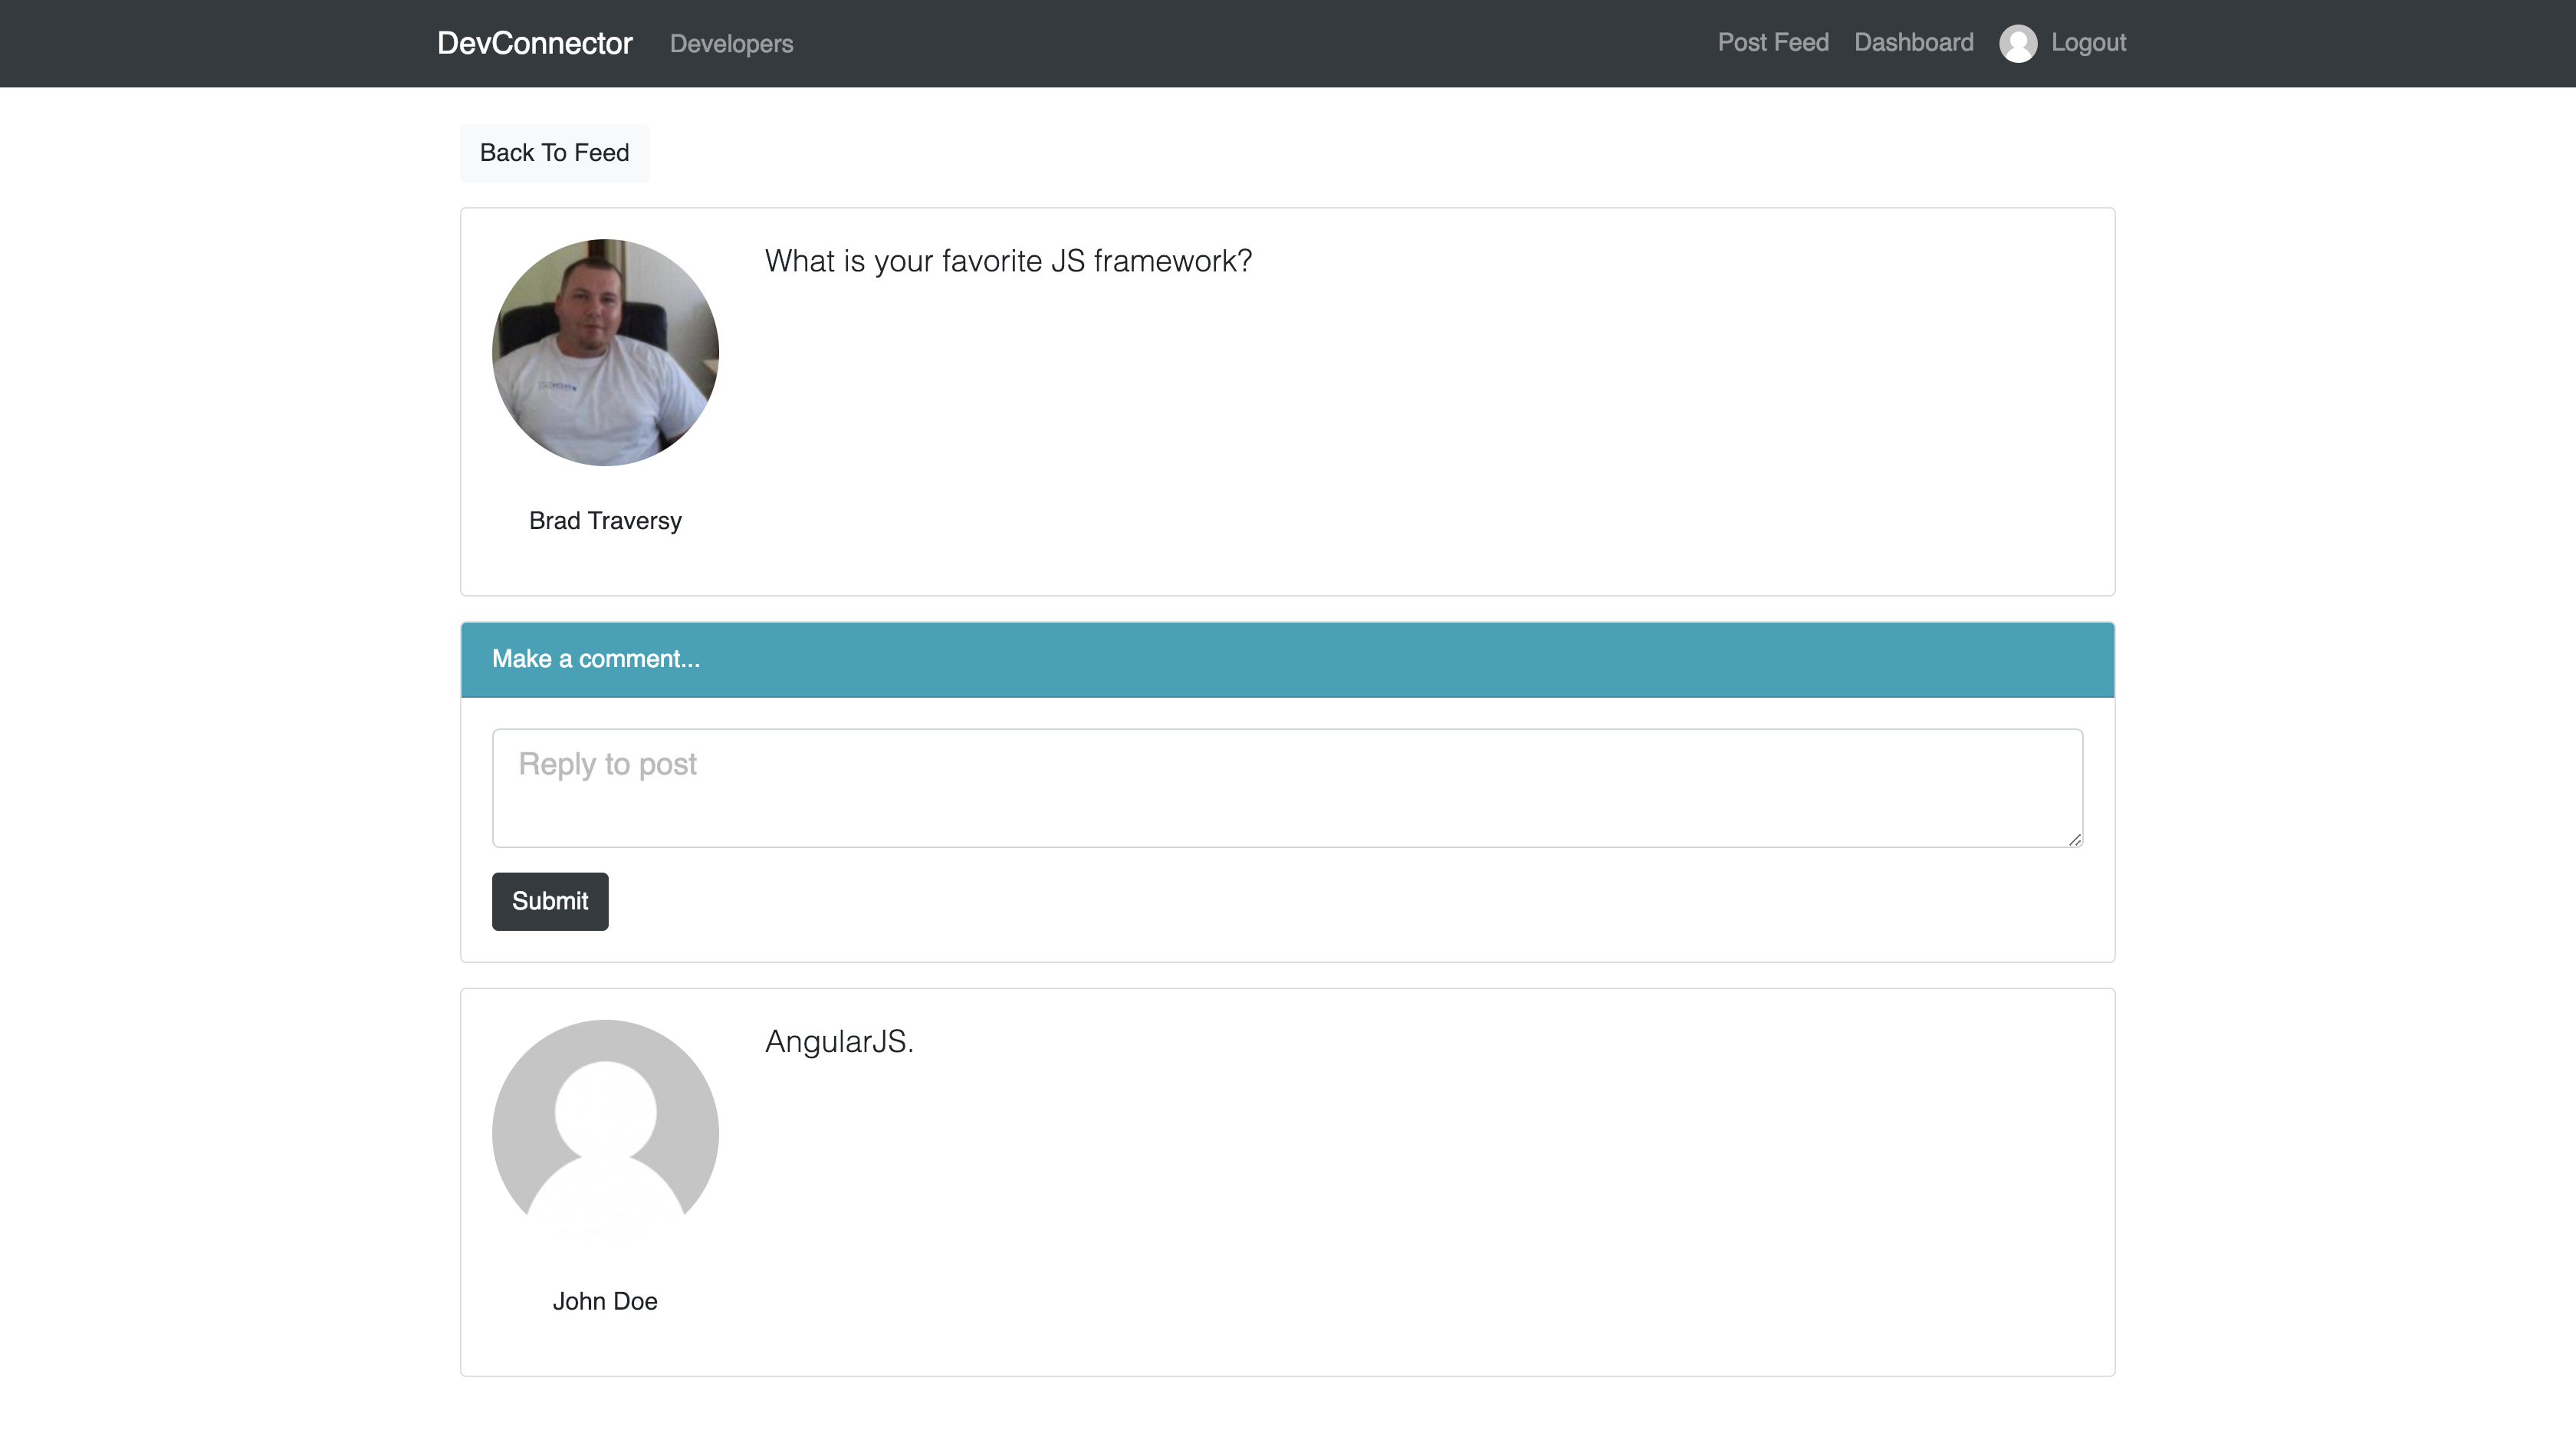 DevConnector Developers Post Feed Dashboard Logout
Back To Feed
What is your favorite JS framework?
Brad Traversy
Make a comment...
Reply to post
Submit
AngularJS.
John Doe